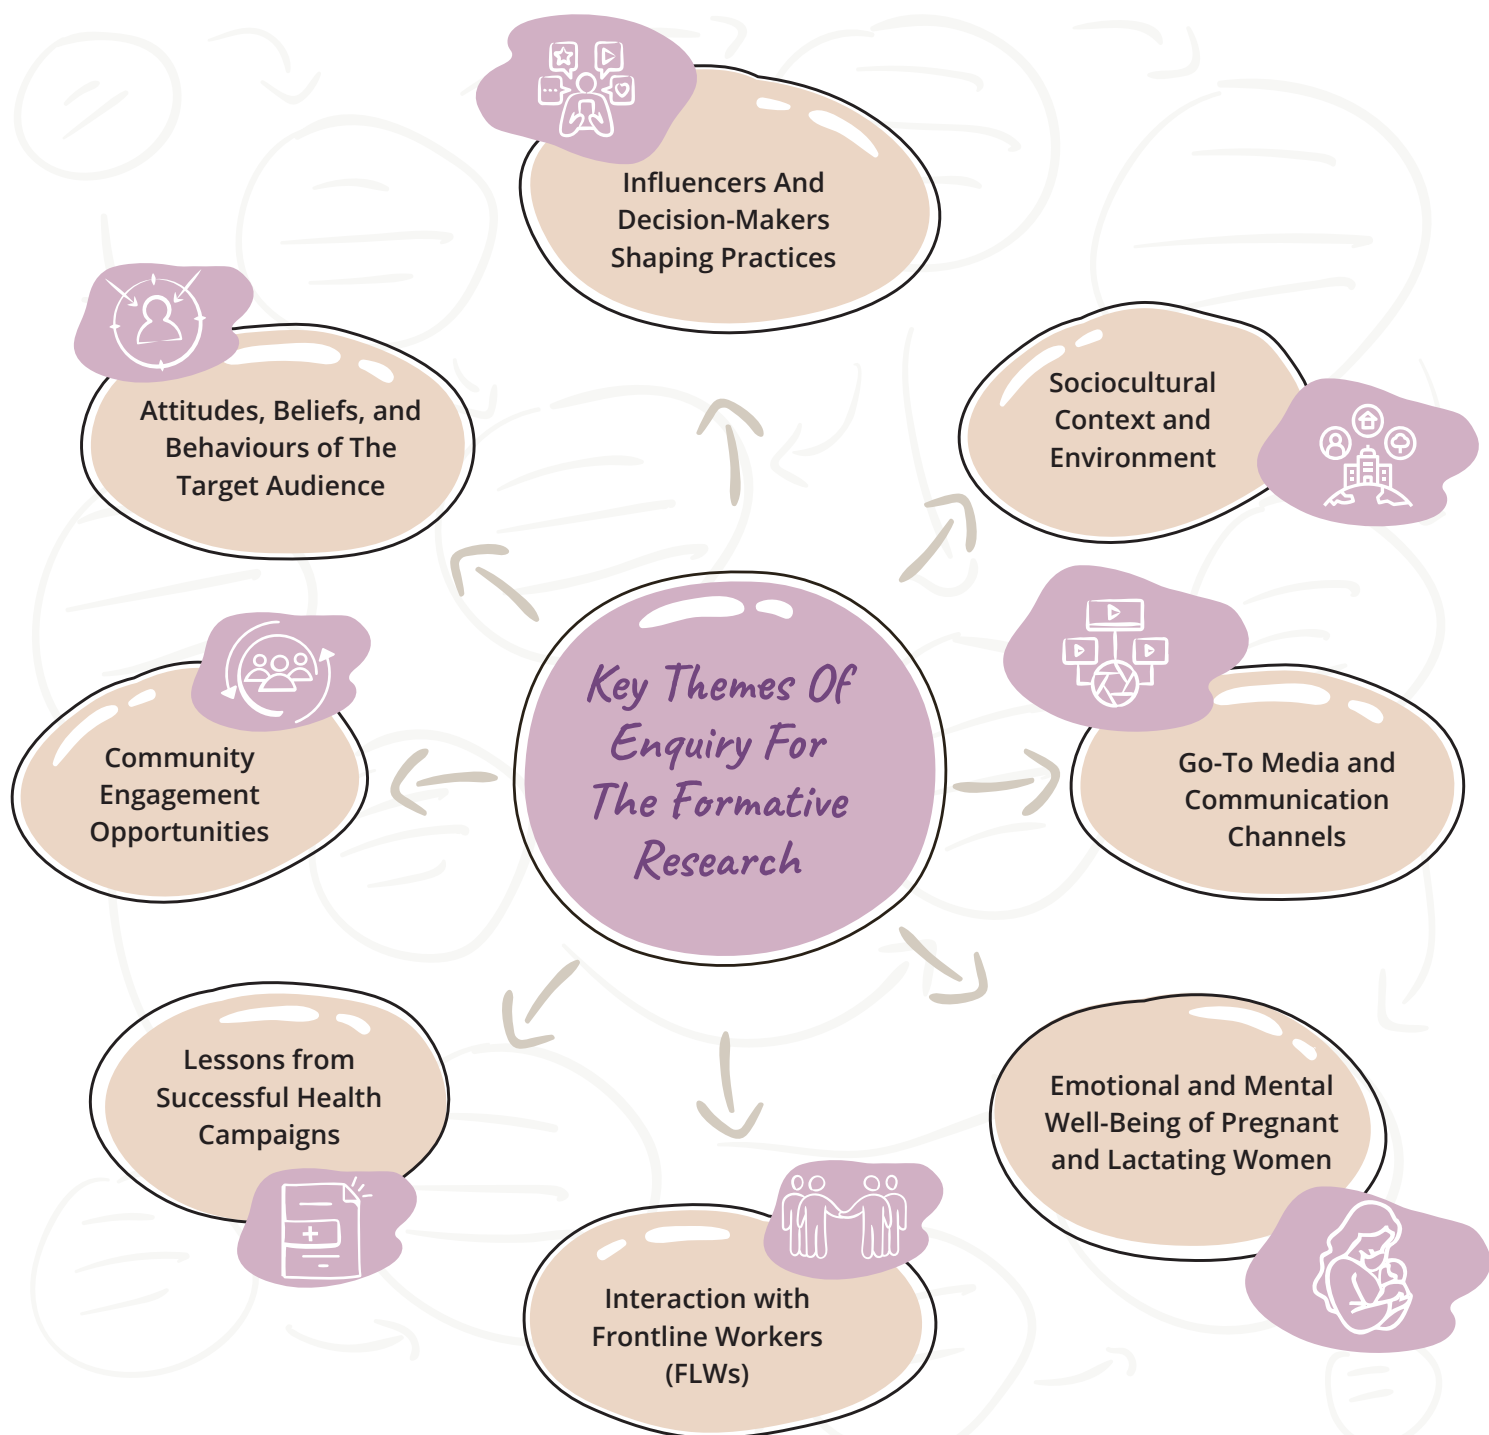 Influencers And
Decision-Makers
Shaping Practices
Attitudes, Beliefs, and
Behaviours of The
Target Audience
Sociocultural
Context and
Environment
Key Themes Of
Enquiry For
The Formative
Research
Community
Engagement
Opportunities
Go-To Media and
Communication
Channels
Lessons from
Successful Health
Campaigns
Emotional and Mental
Well-Being of Pregnant
and Lactating Women
Interaction with
Frontline Workers
(FLWs)